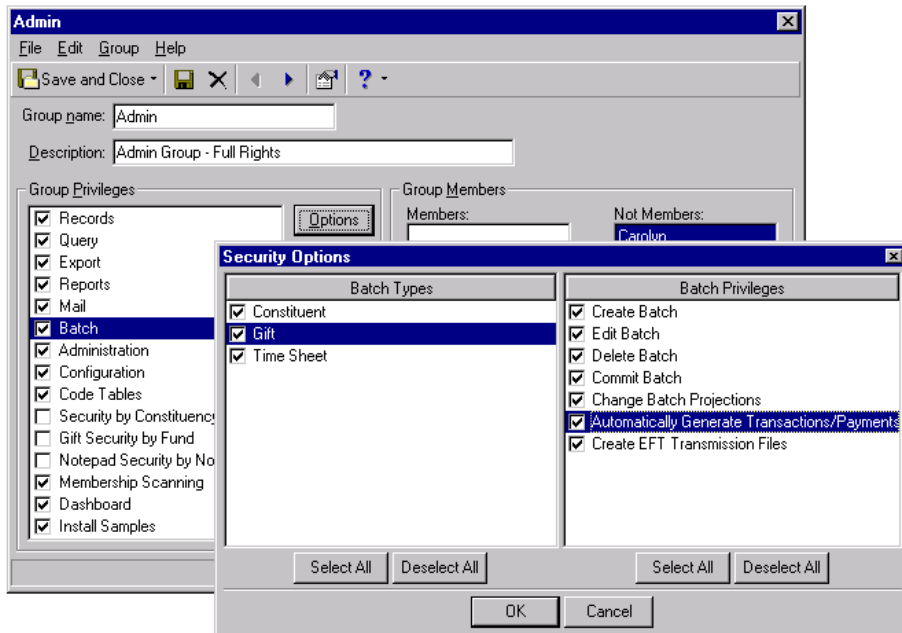 Admin
File Edit Group Help
Save and Close ?
Group name: Admin
Description: Admin Group - Full Rights
Group Privileges
Records
Query
Export
Reports
Mail
Batch
Administration
Configuration
Code Tables
Security by Constituency
Gift Security by Fund
Notepad Security by No
Membership Scanning
Dashboard
Install Samples
Options
Group Members
Members: Not Members:
Carolyn
Security Options
Batch Types
Constituent
Gift
Time Sheet
Select All Deselect All
Batch Privileges
Create Batch
Edit Batch
Delete Batch
Commit Batch
Change Batch Projections
Automatically Generate Transactions/Payments
Create EFT Transmission Files
Select All Deselect All
OK Cancel